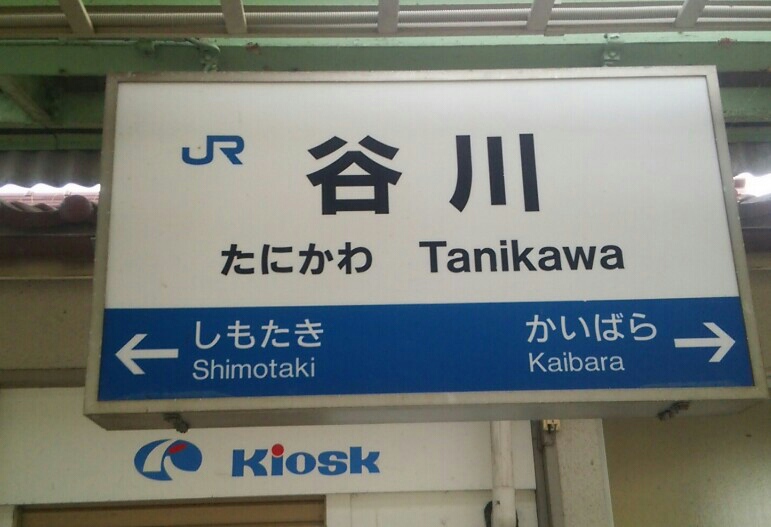 JR 谷川
たにかわ Tanikawa
← しもたき かいばら →
Shimotaki Kaibara
Kiosk